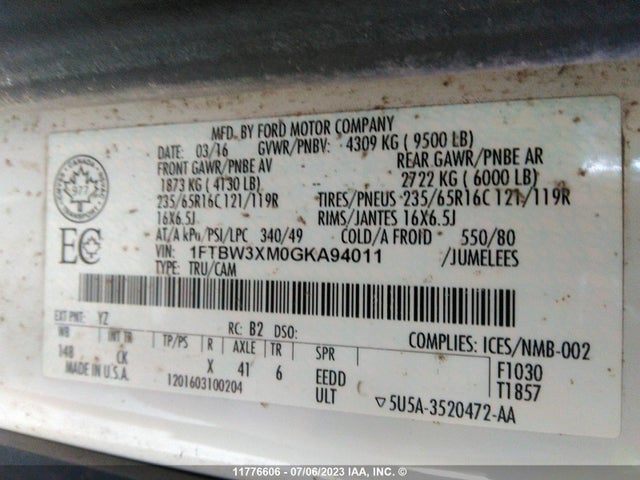 MFD. BY FORD MOTOR COMPANY
DATE: 03/16 GVWR/PNBV: 4309 KG ( 9500 LB)
FRONT GAWR/PNBE AV REAR GAWR/PNBE AR
1873 KG ( 4130 LB) 2722 KG ( 6000 LB)
235/65R16C 121/119R TIRES/PNEUS 235/65R16C 121/119R
16X6.5J RIMS/JANTES 16X6.5J
AT/A kPa/PSI/LPC 340/49 COLD/A FROID 550/80
VIN: 1FTBW3XM0GKA94011 /JUMELEES
TYPE: TRU/CAM
CANADA
TRANSPORT
EC
EXT PNT: YZ RC: B2 DSO: COMPLIES: ICES/NMB-002
WB INT TR TP/PS R AXLE TR SPR F1030
148 CK X 41 6 EEDD T1857
MADE IN U.S.A. 1201603100204 ULT ▽5U5A-3520472-AA
11776606 - 07/06/2023 IAA, INC. ©